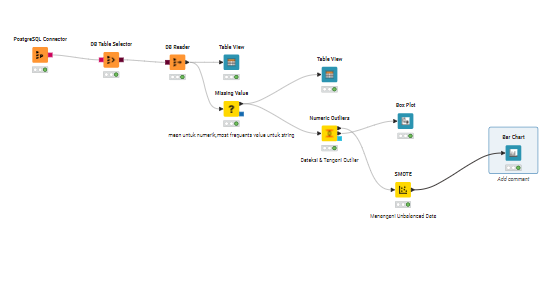 PostgreSQL Connector
DB Table Selector
DB Reader
Table View
Table View
Missing Value
?
mean untuk numerik,most frequents value untuk string
Numeric Outliers
Deteksi & Tangani Outlier
Box Plot
Bar Chart
Add comment
SMOTE
Menangani Unbalanced Data